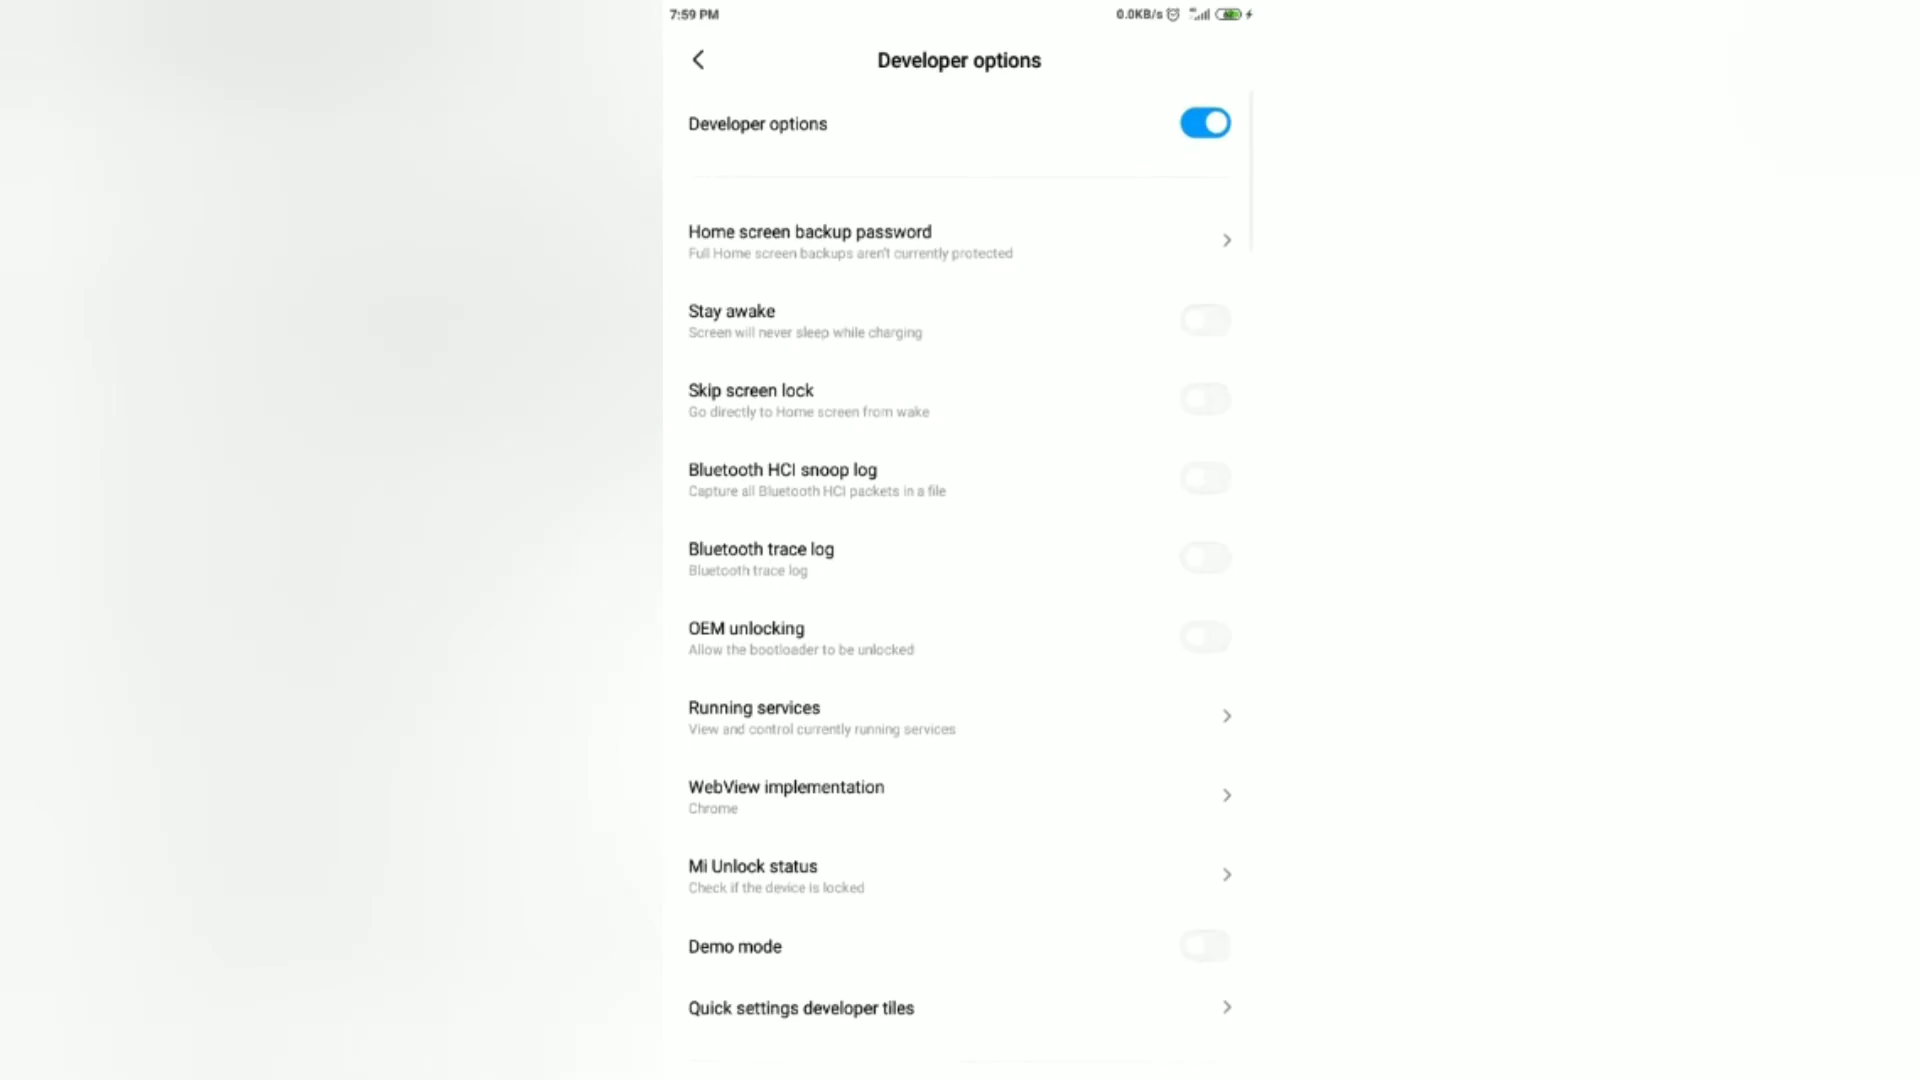 7:59 PM
0.0KB/s
Developer options
Developer options
Home screen backup password
Full Home screen backups aren't currently protected
Stay awake
Screen will never sleep while charging
Skip screen lock
Go directly to Home screen from wake
Bluetooth HCI snoop log
Capture all Bluetooth HCI packets in a file
Bluetooth trace log
Bluetooth trace log
OEM unlocking
Allow the bootloader to be unlocked
Running services
View and control currently running services
WebView implementation
Chrome
Mi Unlock status
Check if the device is locked
Demo mode
Quick settings developer tiles